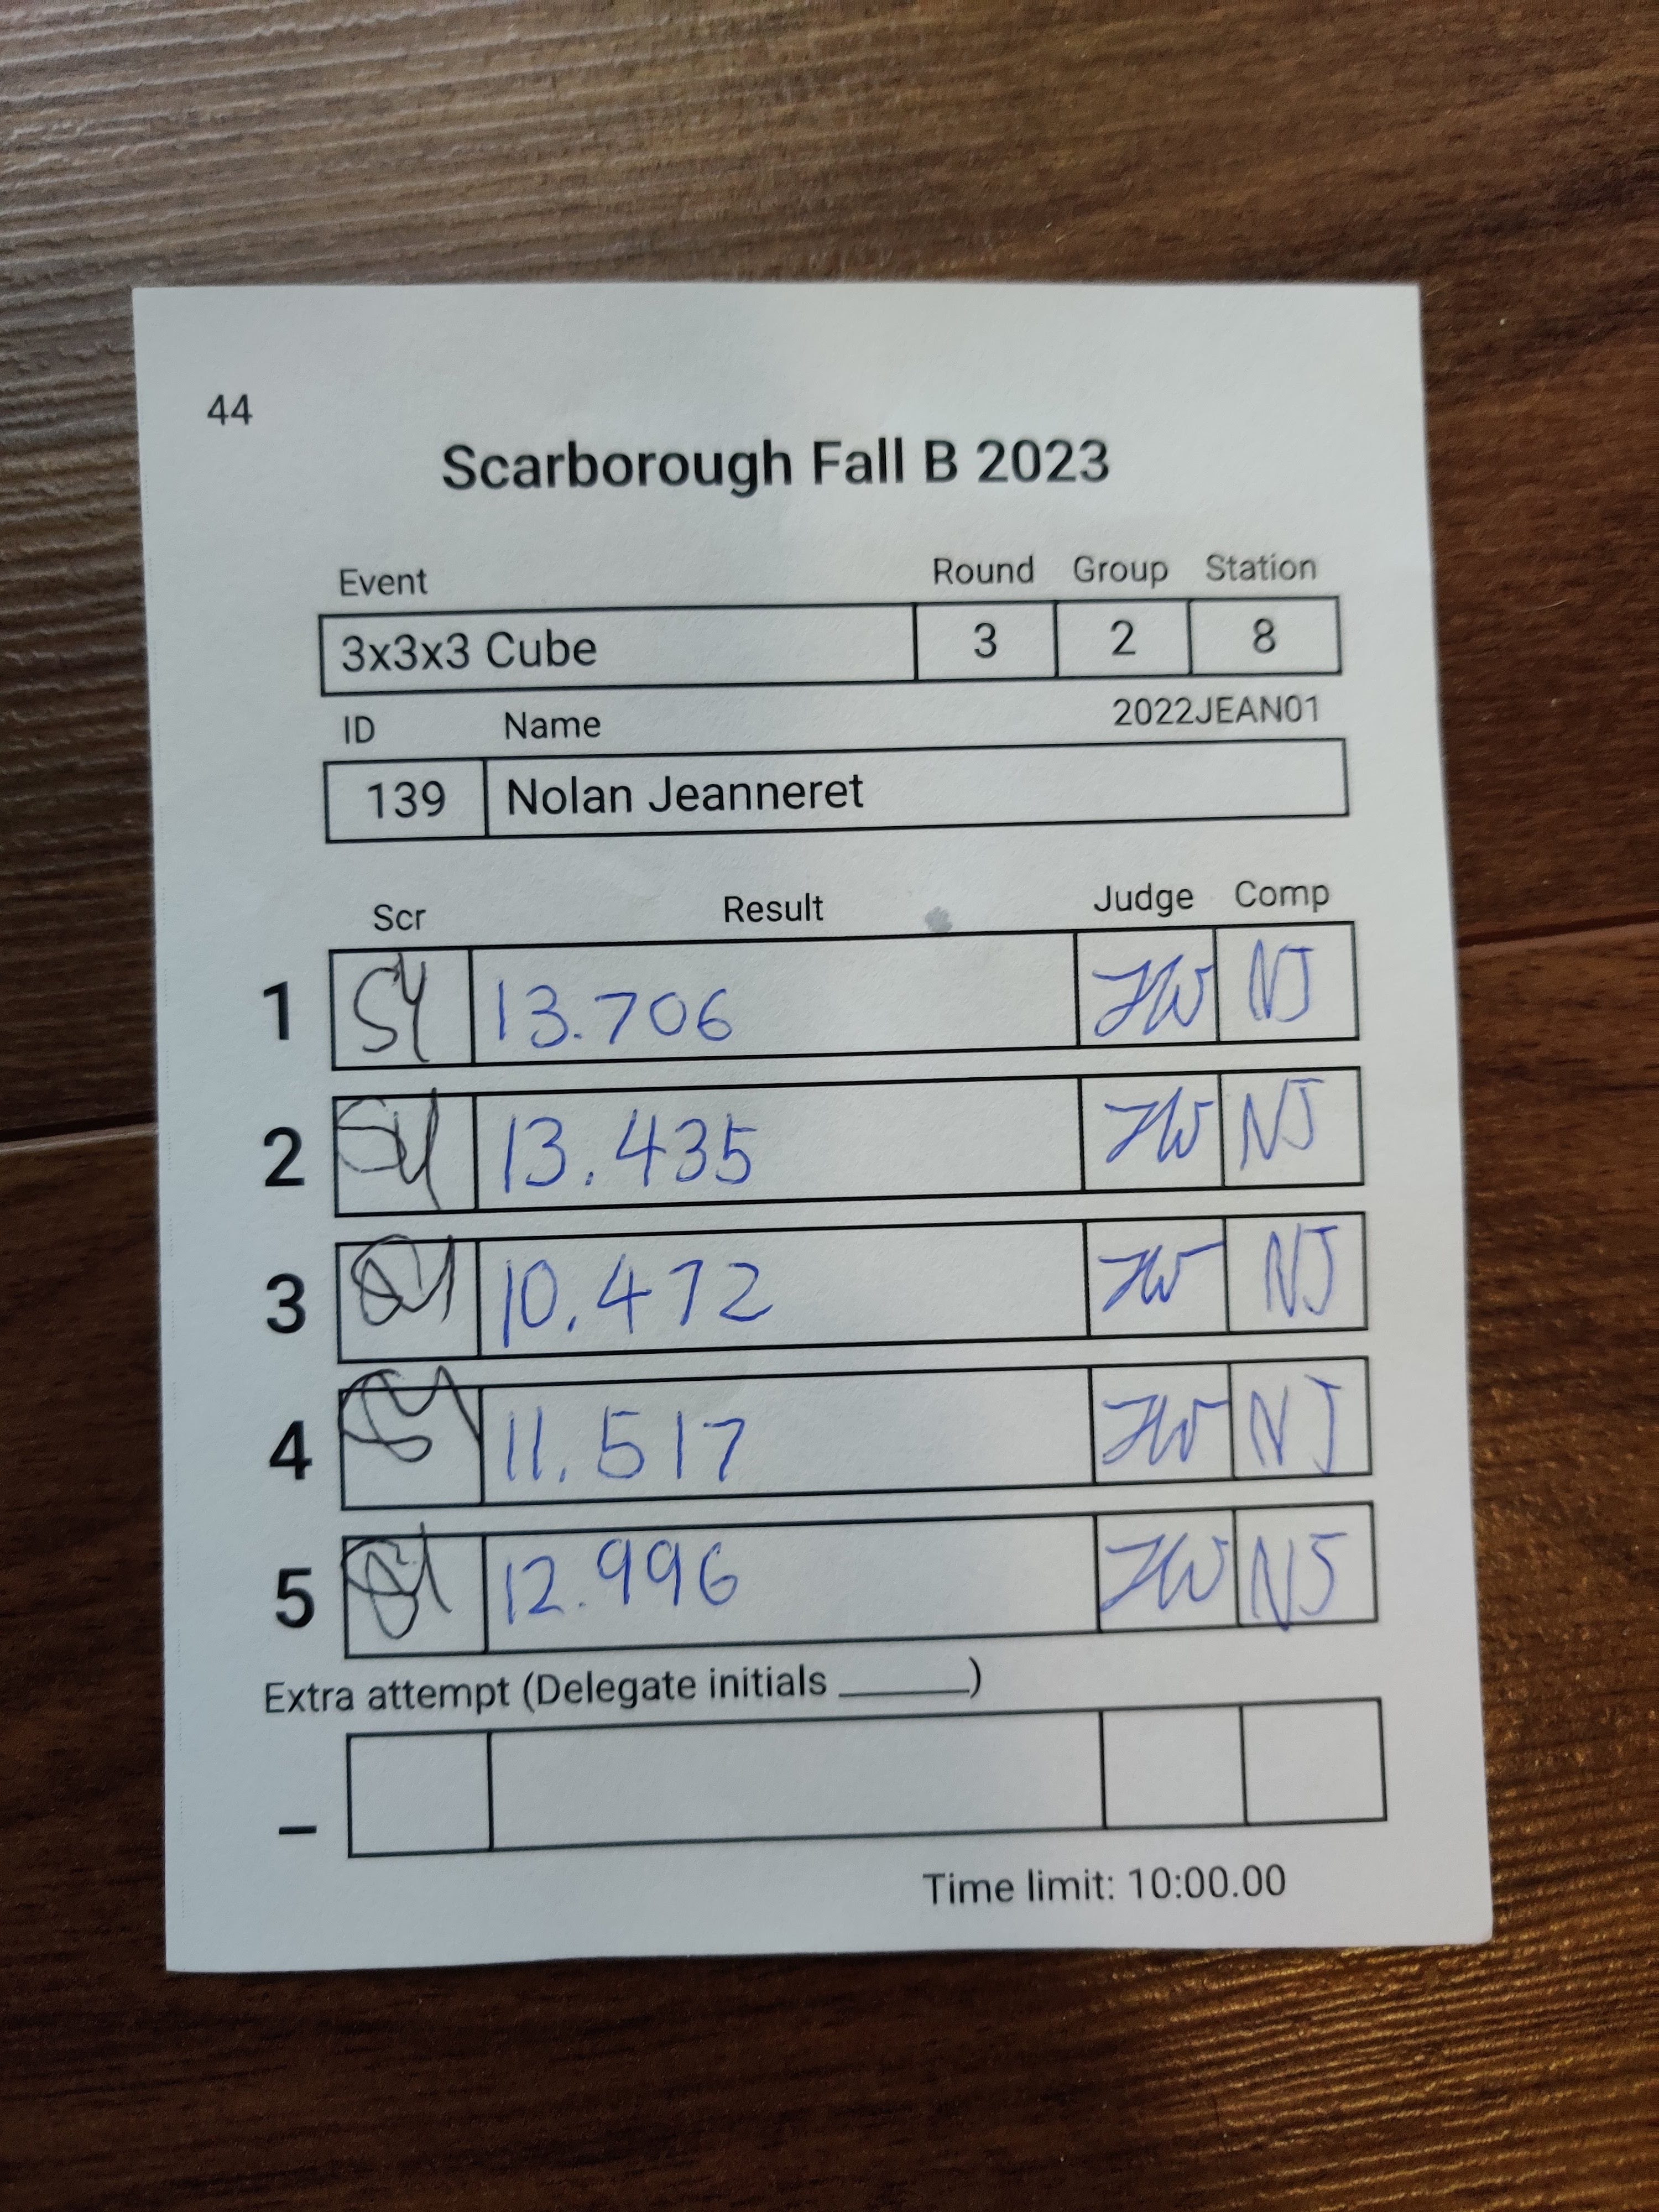 44
Scarborough Fall B 2023
Event Round Group Station
3x3x3 Cube 3 2 8
ID Name 2022JEAN01
139 Nolan Jeanneret
Scr Result Judge Comp
1 SY 13.706 JW NJ
2 SY 13.435 JW NJ
3 SY 10.472 JW NJ
4 SY 11.517 JW NJ
5 SY 12.996 JW NJ
Extra attempt (Delegate initials ______)
–
Time limit: 10:00.00